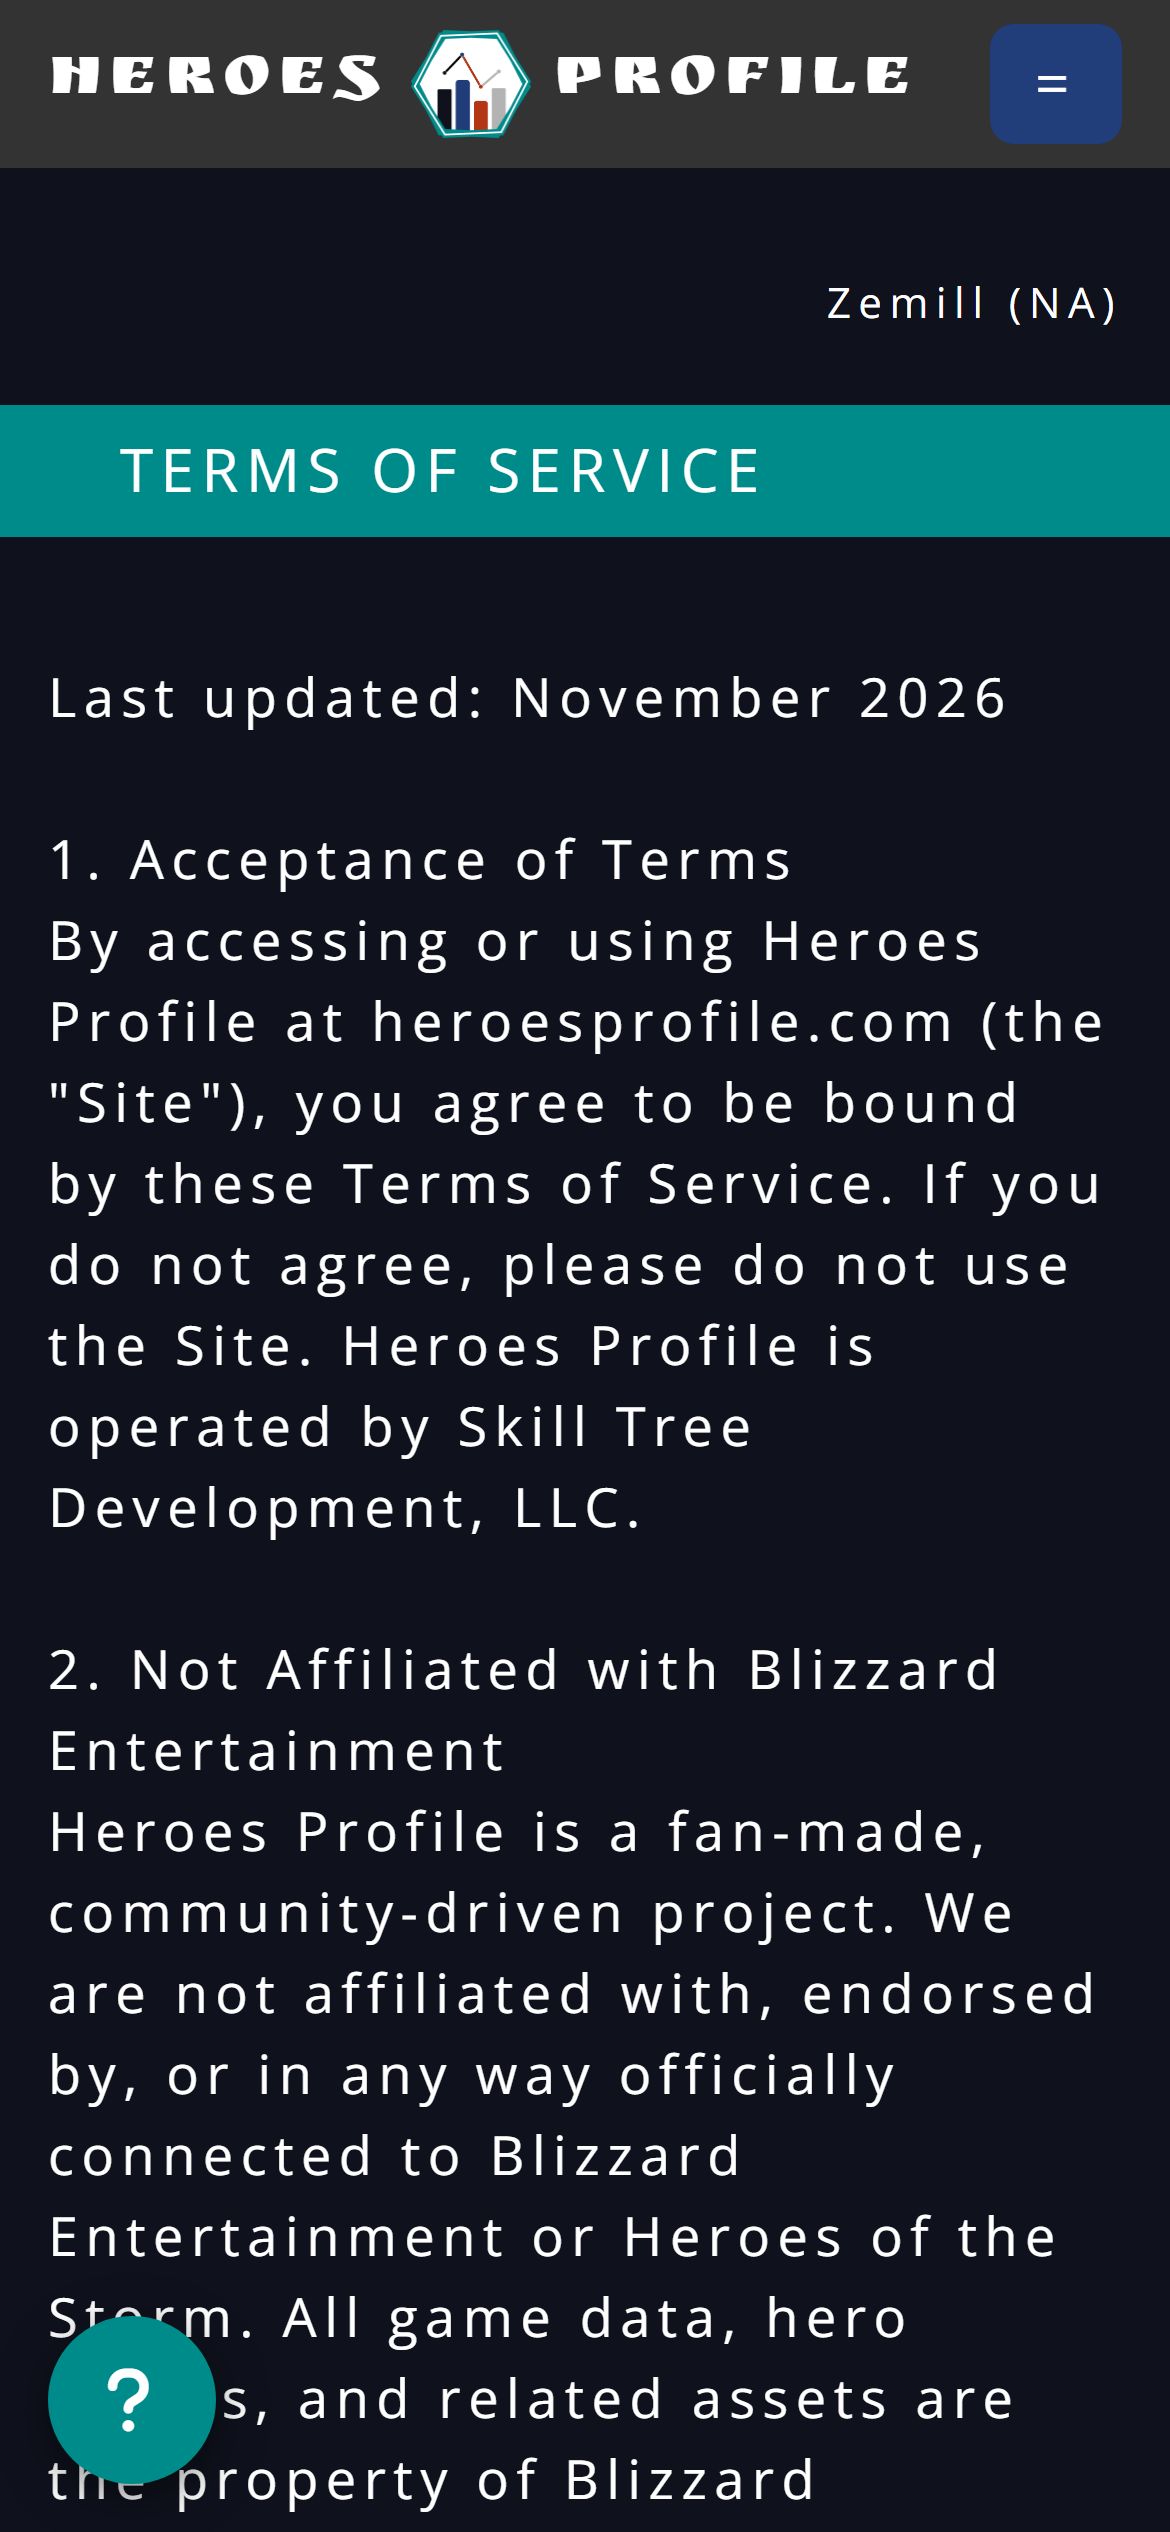 HEROES PROFILE
=
Zemill (NA)
TERMS OF SERVICE
Last updated: November 2026
1. Acceptance of Terms
By accessing or using Heroes
Profile at heroesprofile.com (the
"Site"), you agree to be bound
by these Terms of Service. If you
do not agree, please do not use
the Site. Heroes Profile is
operated by Skill Tree
Development, LLC.
2. Not Affiliated with Blizzard
Entertainment
Heroes Profile is a fan-made,
community-driven project. We
are not affiliated with, endorsed
by, or in any way officially
connected to Blizzard
Entertainment or Heroes of the
Storm. All game data, hero
and related assets are
the property of Blizzard
?